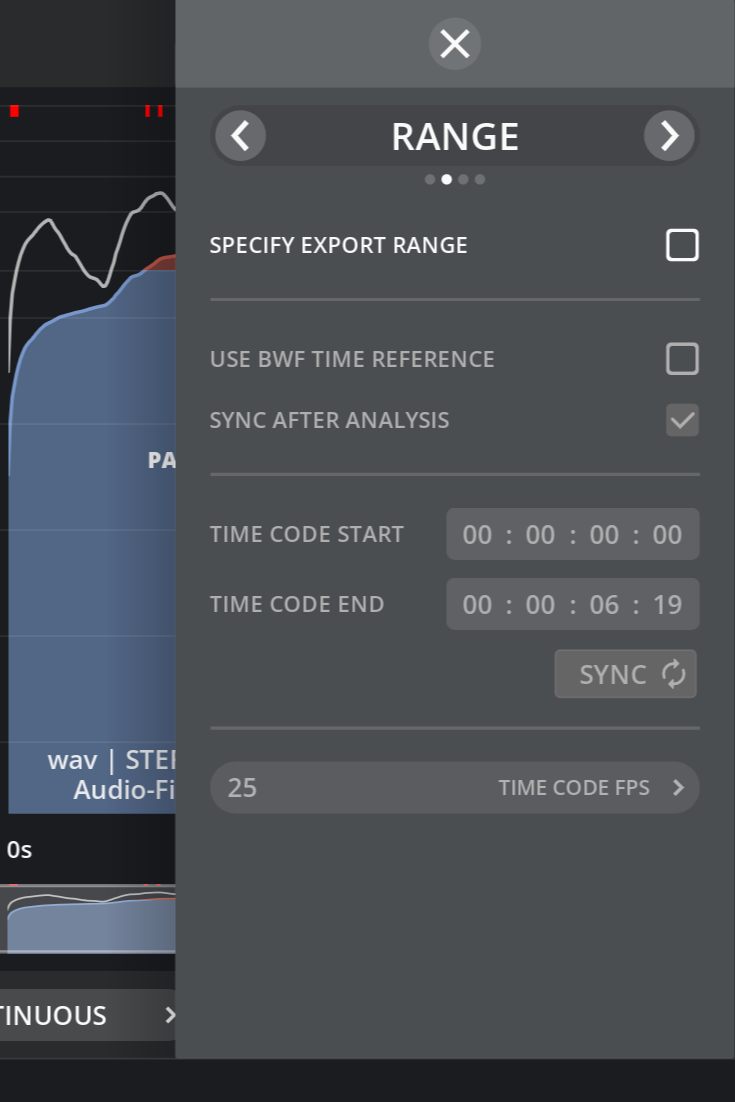 RANGE
SPECIFY EXPORT RANGE
USE BWF TIME REFERENCE
SYNC AFTER ANALYSIS
PA
TIME CODE START 00 : 00 : 00 : 00
TIME CODE END 00 : 00 : 06 : 19
SYNC
wav | STE
Audio-Fi
25 TIME CODE FPS
0s
TINUOUS